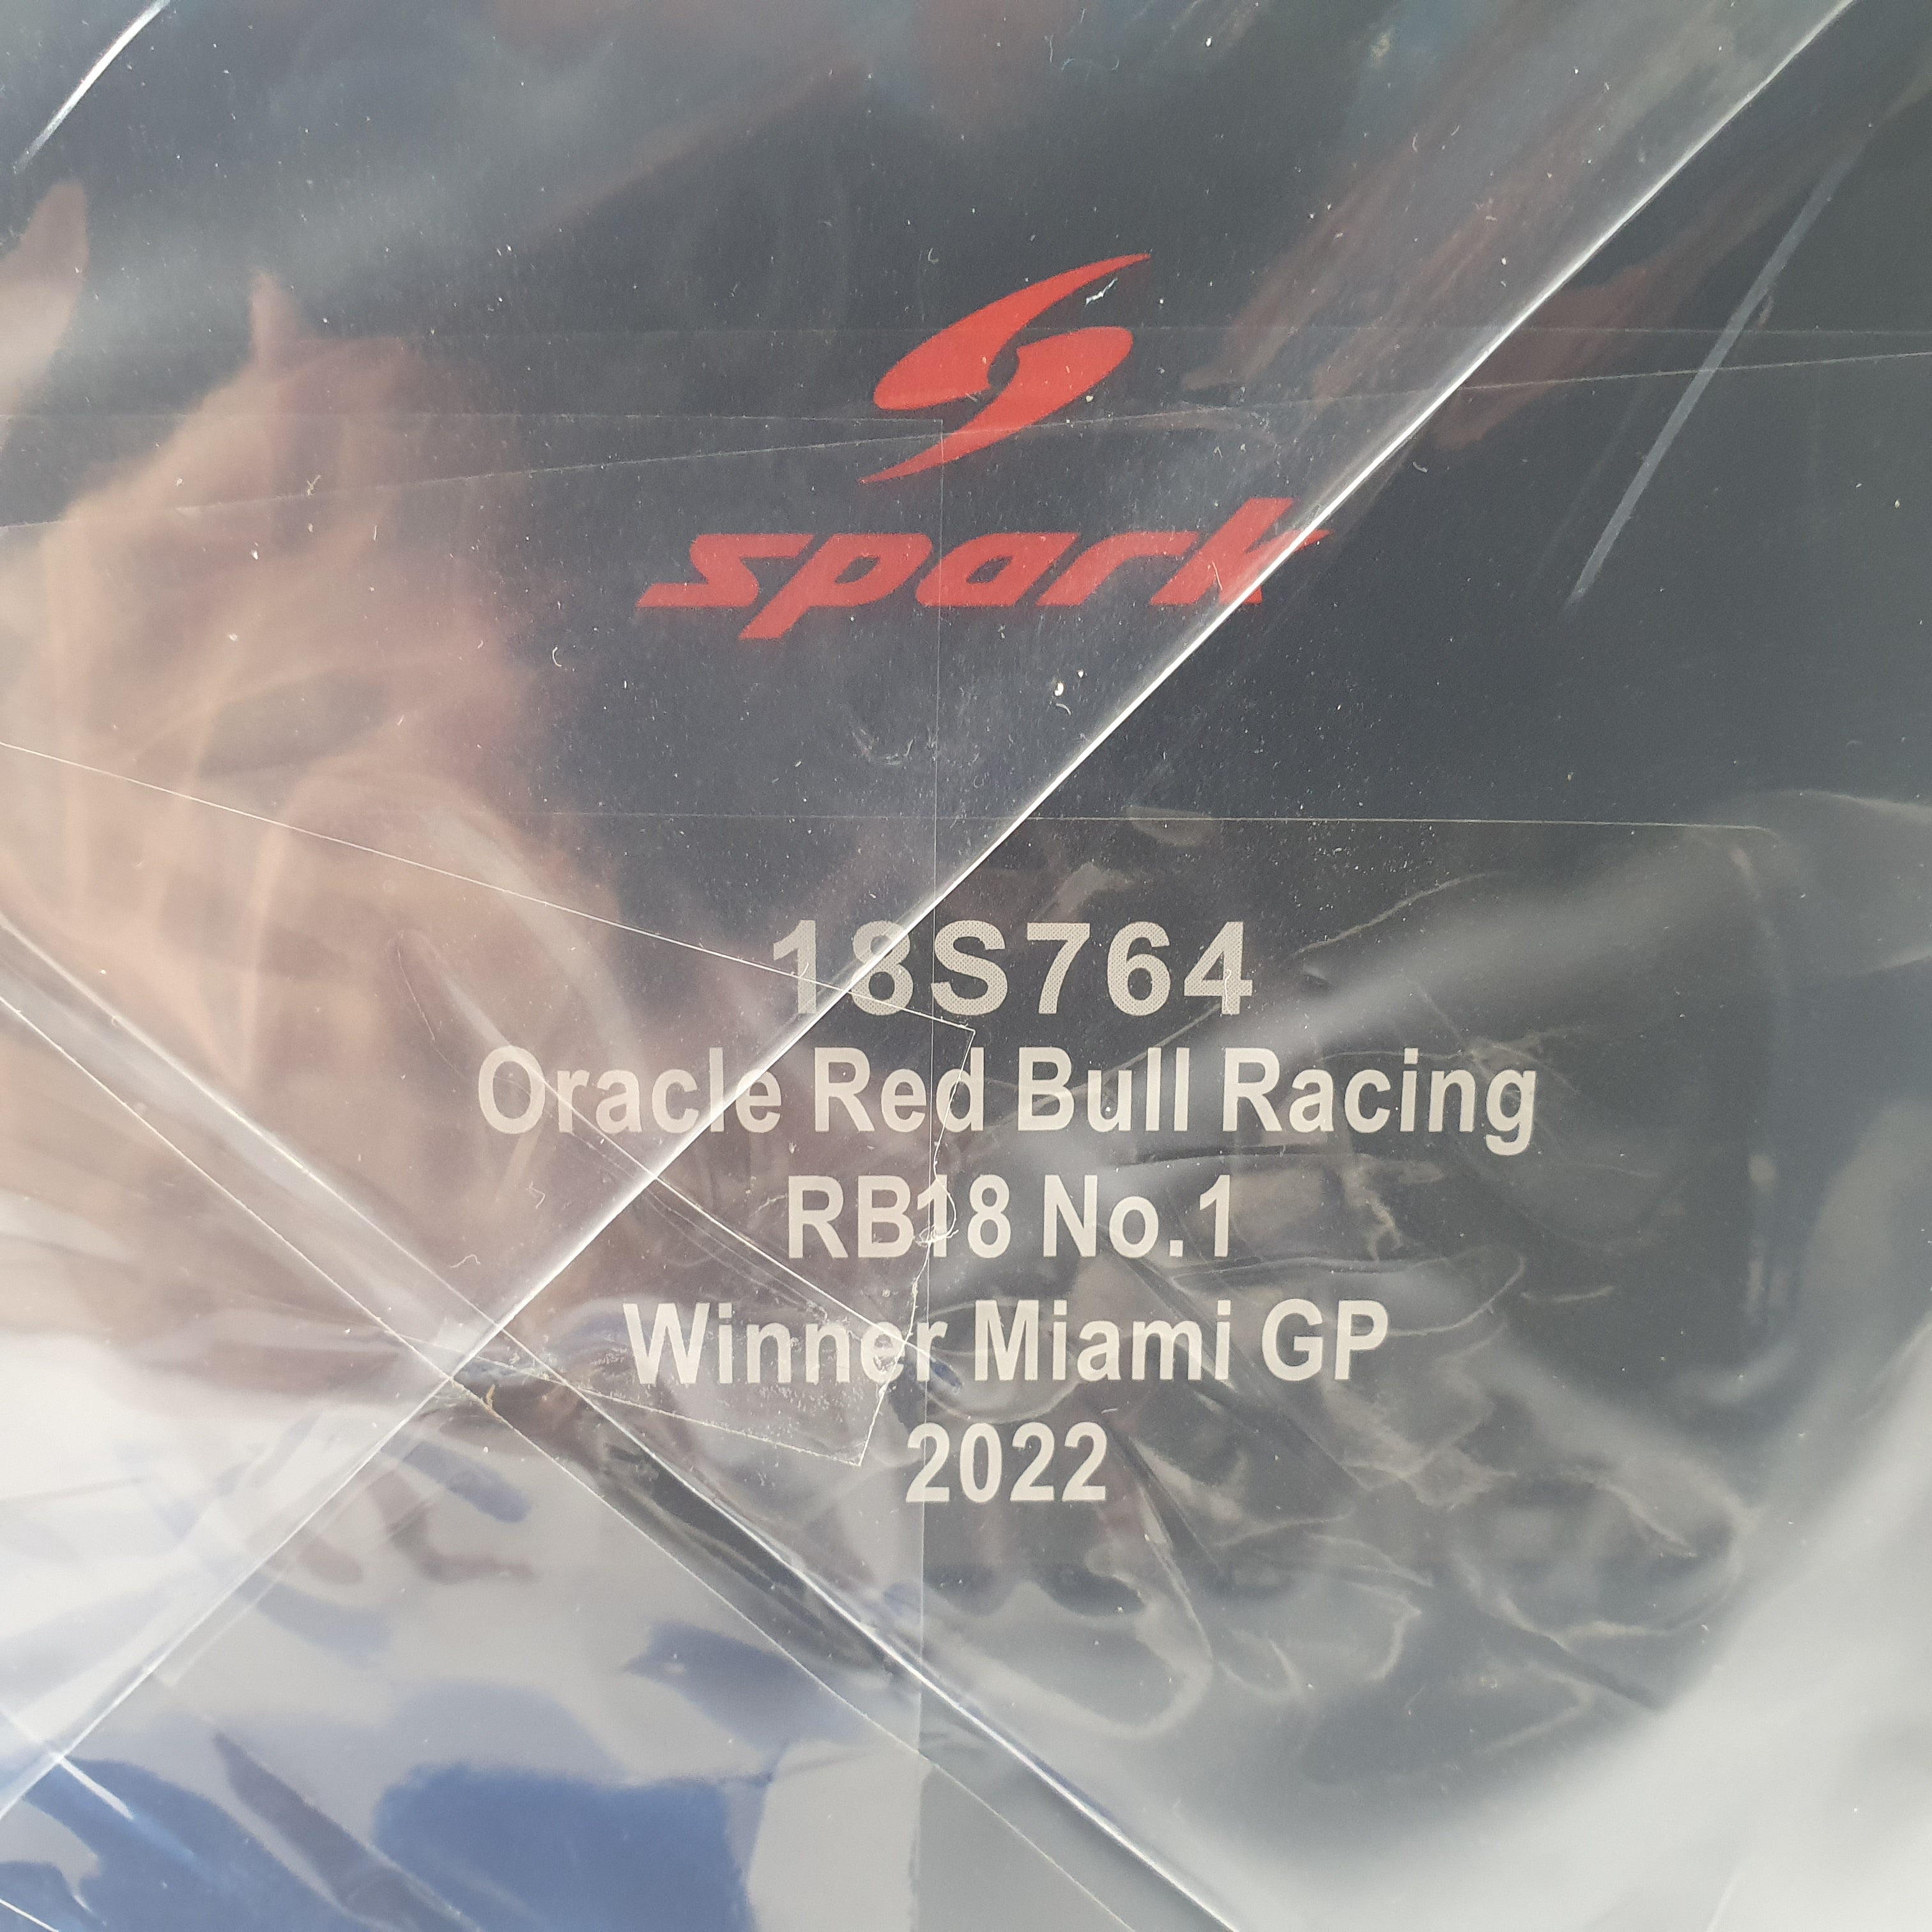 spark
18S764
Oracle Red Bull Racing
RB18 No.1
Winner Miami GP
2022